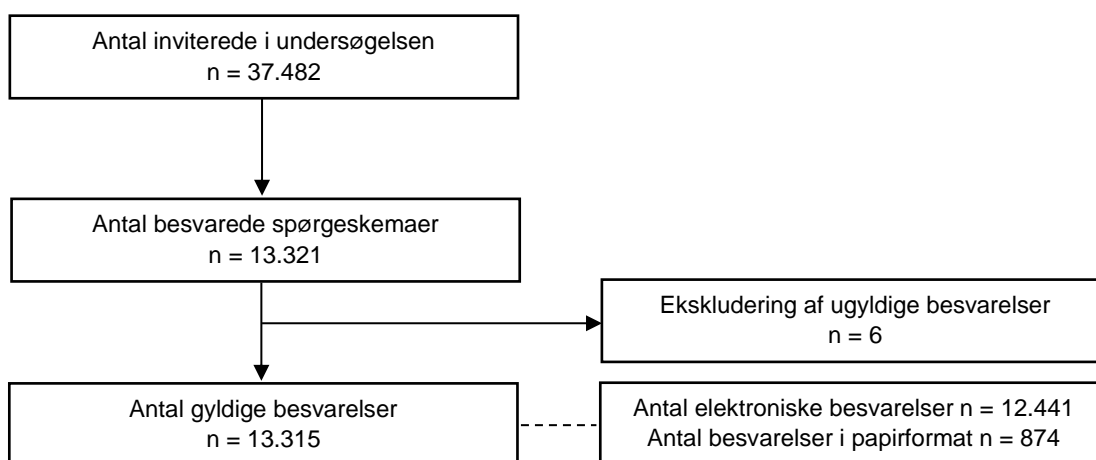 Antal inviterede i undersøgelsen
n = 37.482
Antal besvarede spørgeskemaer
n = 13.321
Ekskludering af ugyldige besvarelser
n = 6
Antal gyldige besvarelser
n = 13.315
Antal elektroniske besvarelser n = 12.441
Antal besvarelser i papirformat n = 874